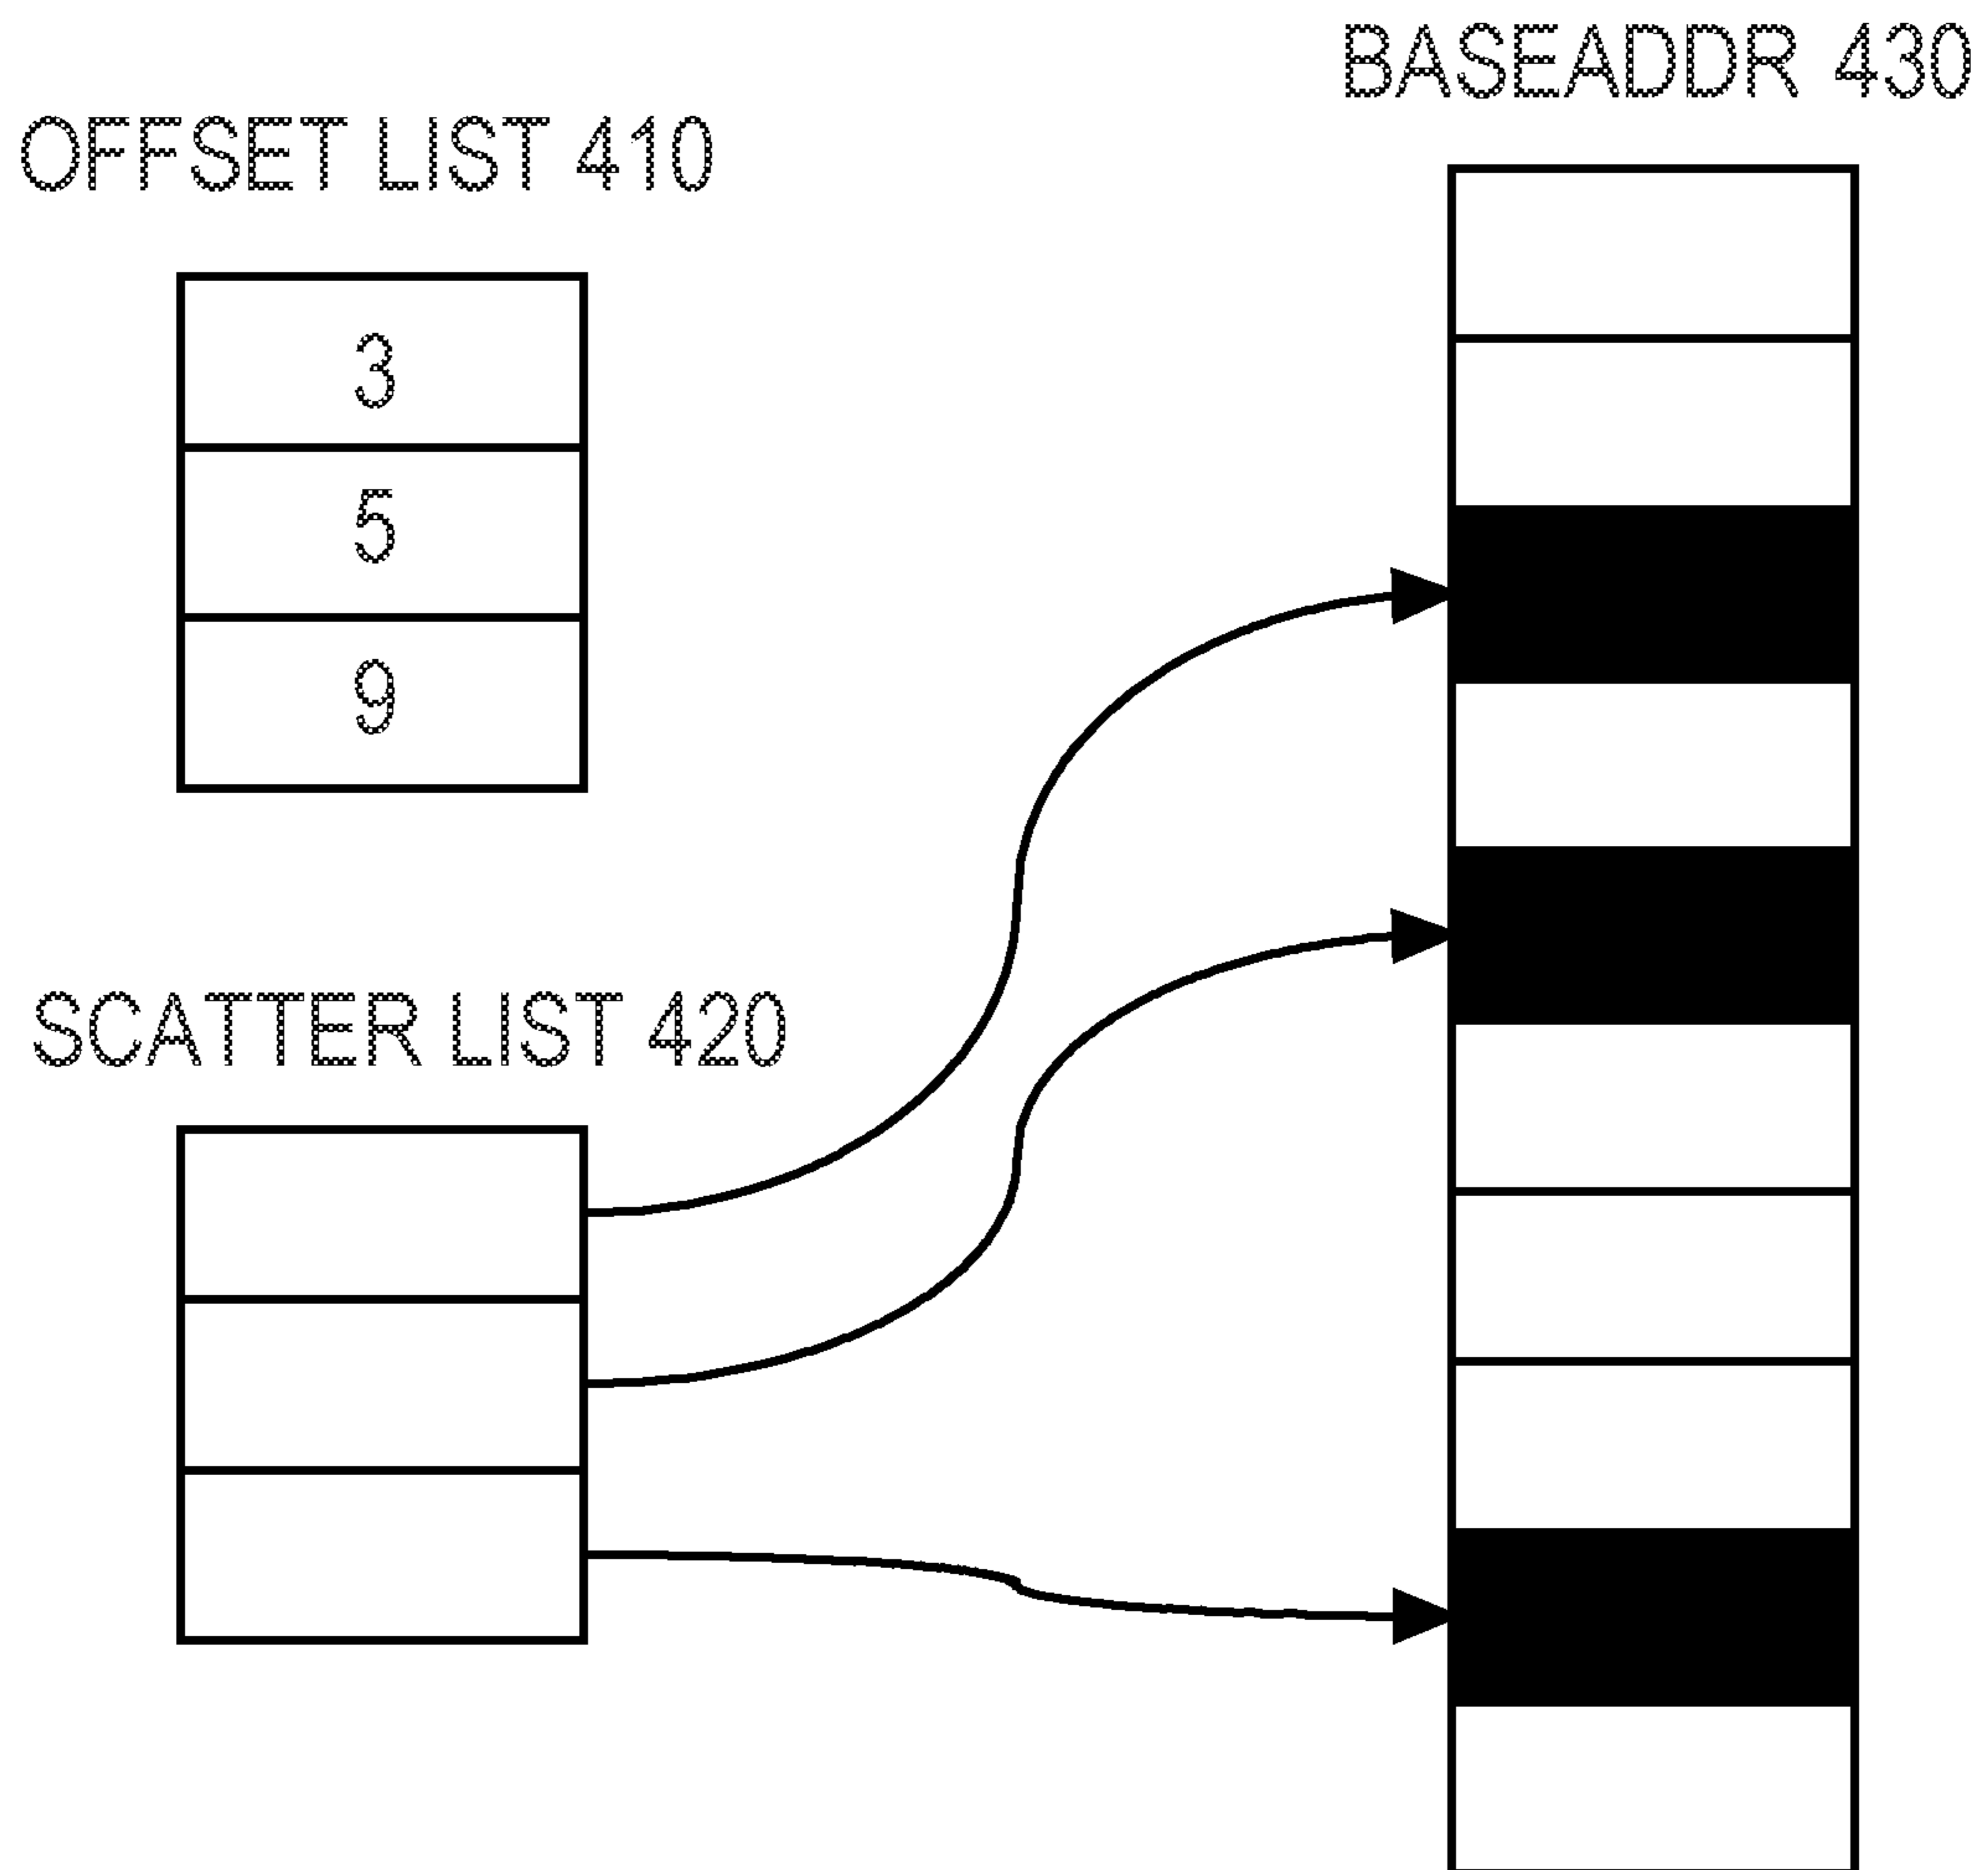 BASEADDR 430
OFFSET LIST 410
3
5
9
SCATTER LIST 420